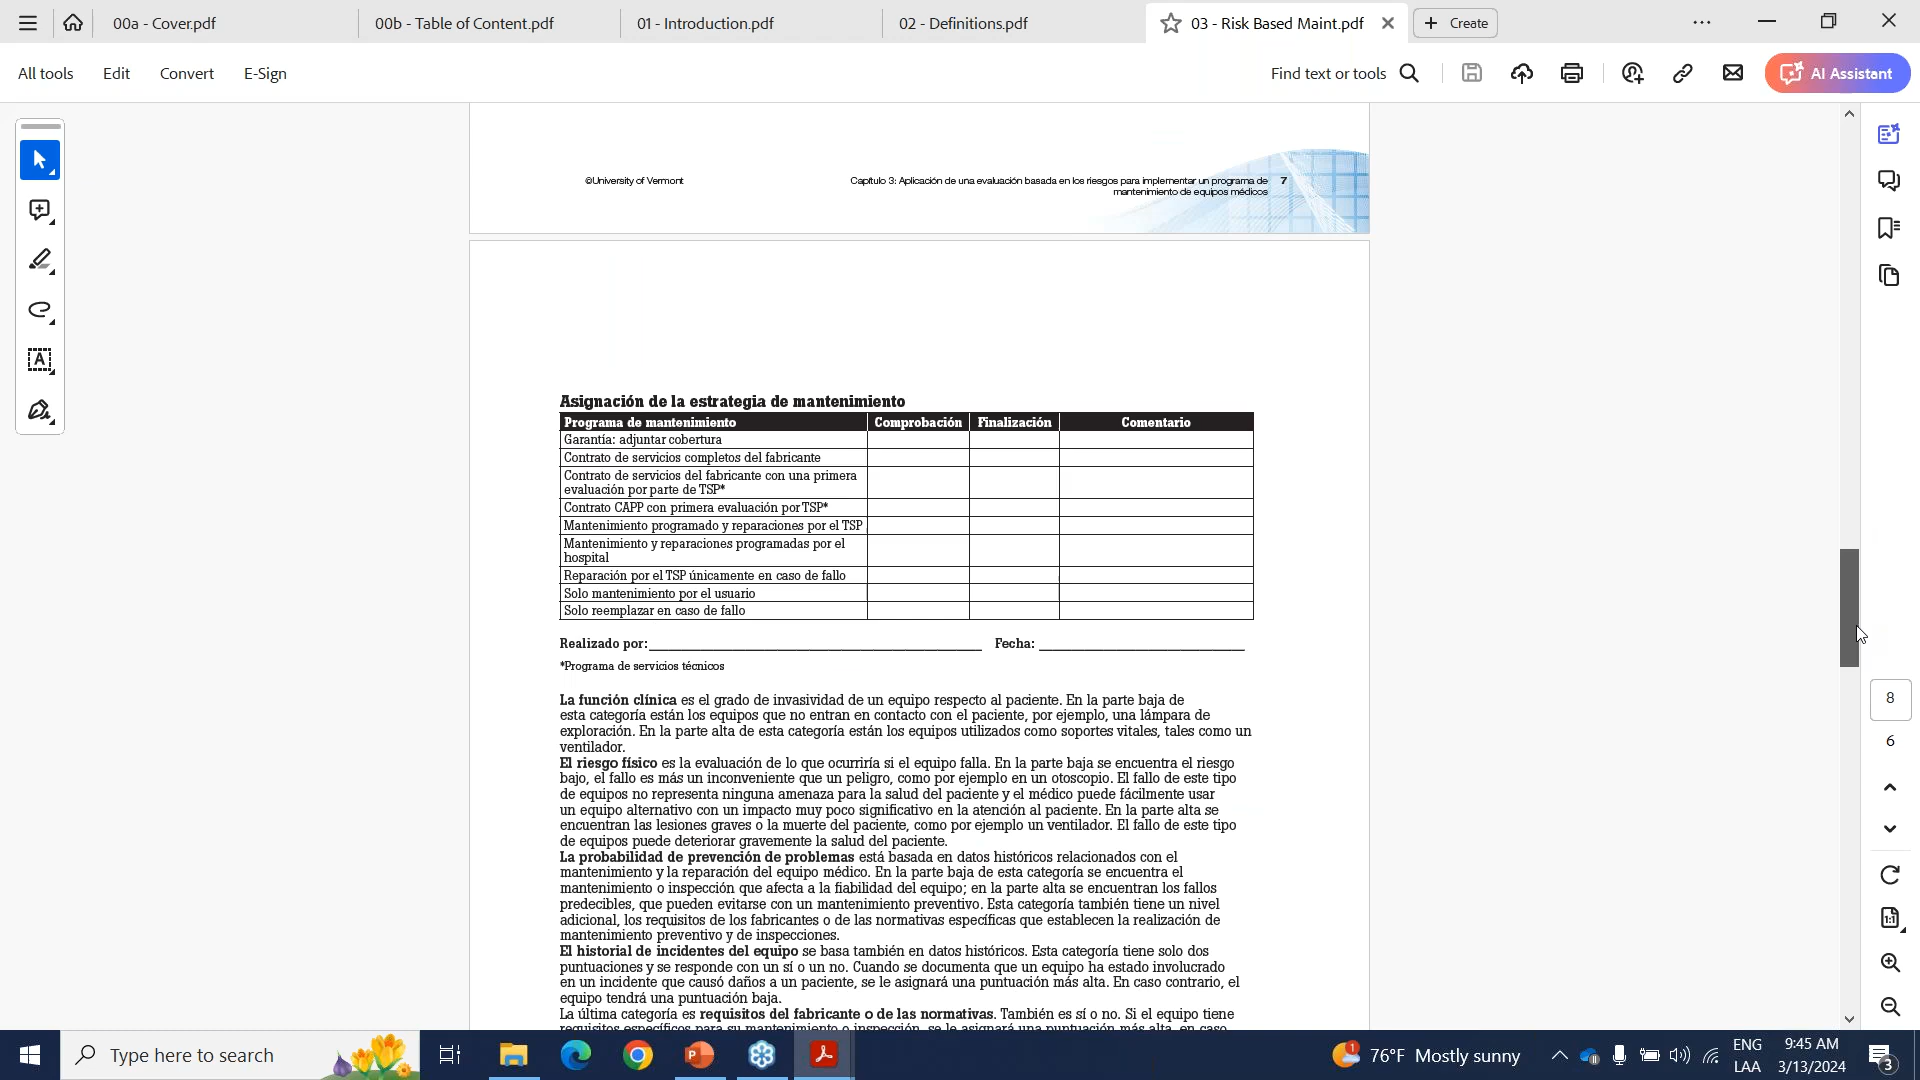 00a - Cover.pdf
00b - Table of Content.pdf
01 - Introduction.pdf
02 - Definitions.pdf
03 - Risk Based Maint.pdf
Create
All tools
Edit
Convert
E-Sign
Find text or tools
AI Assistant
©University of Vermont
Capítulo 3: Aplicación de una evaluación basada en los riesgos para implementar un programa de 7
mantenimiento de equipos médicos
Asignación de la estrategia de mantenimiento
Programa de mantenimiento Comprobación Finalización Comentario
Garantía: adjuntar cobertura
Contrato de servicios completos del fabricante
Contrato de servicios del fabricante con una primera
evaluación por parte de TSP*
Contrato CAPP con primera evaluación por TSP*
Mantenimiento programado y reparaciones por el TSP
Mantenimiento y reparaciones programadas por el
hospital
Reparación por el TSP únicamente en caso de fallo
Solo mantenimiento por el usuario
Solo reemplazar en caso de fallo
Realizado por: Fecha:
*Programa de servicios técnicos
La función clínica es el grado de invasividad de un equipo respecto al paciente. En la parte baja de
esta categoría están los equipos que no entran en contacto con el paciente, por ejemplo, una lámpara de
exploración. En la parte alta de esta categoría están los equipos utilizados como soportes vitales, tales como un
ventilador.
El riesgo físico es la evaluación de lo que ocurriría si el equipo falla. En la parte baja se encuentra el riesgo
bajo, el fallo es más un inconveniente que un peligro, como por ejemplo en un otoscopio. El fallo de este tipo
de equipos no representa ninguna amenaza para la salud del paciente y el médico puede fácilmente usar
un equipo alternativo con un impacto muy poco significativo en la atención al paciente. En la parte alta se
encuentran las lesiones graves o la muerte del paciente, como por ejemplo un ventilador. El fallo de este tipo
de equipos puede deteriorar gravemente la salud del paciente.
La probabilidad de prevención de problemas está basada en datos históricos relacionados con el
mantenimiento y la reparación del equipo médico. En la parte baja de esta categoría se encuentra el
mantenimiento o inspección que afecta a la fiabilidad del equipo; en la parte alta se encuentran los fallos
predecibles, que pueden evitarse con un mantenimiento preventivo. Esta categoría también tiene un nivel
adicional, los requisitos de los fabricantes o de las normativas específicas que establecen la realización de
mantenimiento preventivo y de inspecciones.
El historial de incidentes del equipo se basa también en datos históricos. Esta categoría tiene solo dos
puntuaciones y se responde con un sí o un no. Cuando se documenta que un equipo ha estado involucrado
en un incidente que causó daños a un paciente, se le asignará una puntuación más alta. En caso contrario, el
equipo tendrá una puntuación baja.
La última categoría es requisitos del fabricante o de las normativas. También es sí o no. Si el equipo tiene
requisitos específicos para su mantenimiento o inspección, se le asignará una puntuación más alta, en caso
8
6
Type here to search
76°F Mostly sunny
ENG
LAA
9:45 AM
3/13/2024
3